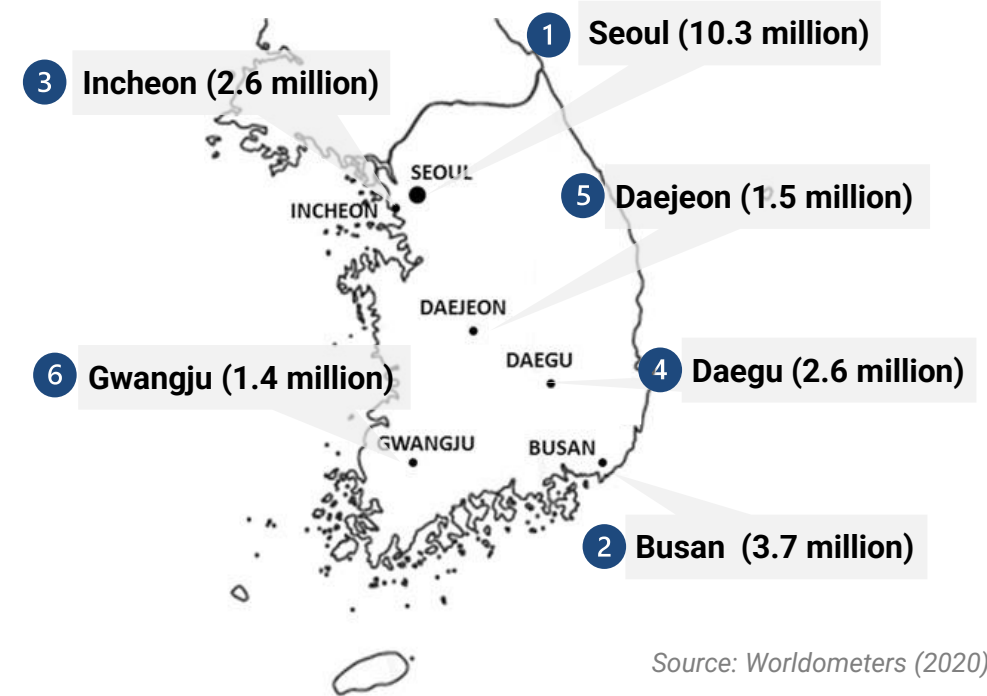 1 Seoul (10.3 million)
3 Incheon (2.6 million)
SEOUL
INCHEON
5 Daejeon (1.5 million)
DAEJEON
DAEGU
4 Daegu (2.6 million)
6 Gwangju (1.4 million)
GWANGJU
BUSAN
2 Busan (3.7 million)
Source: Worldometers (2020)